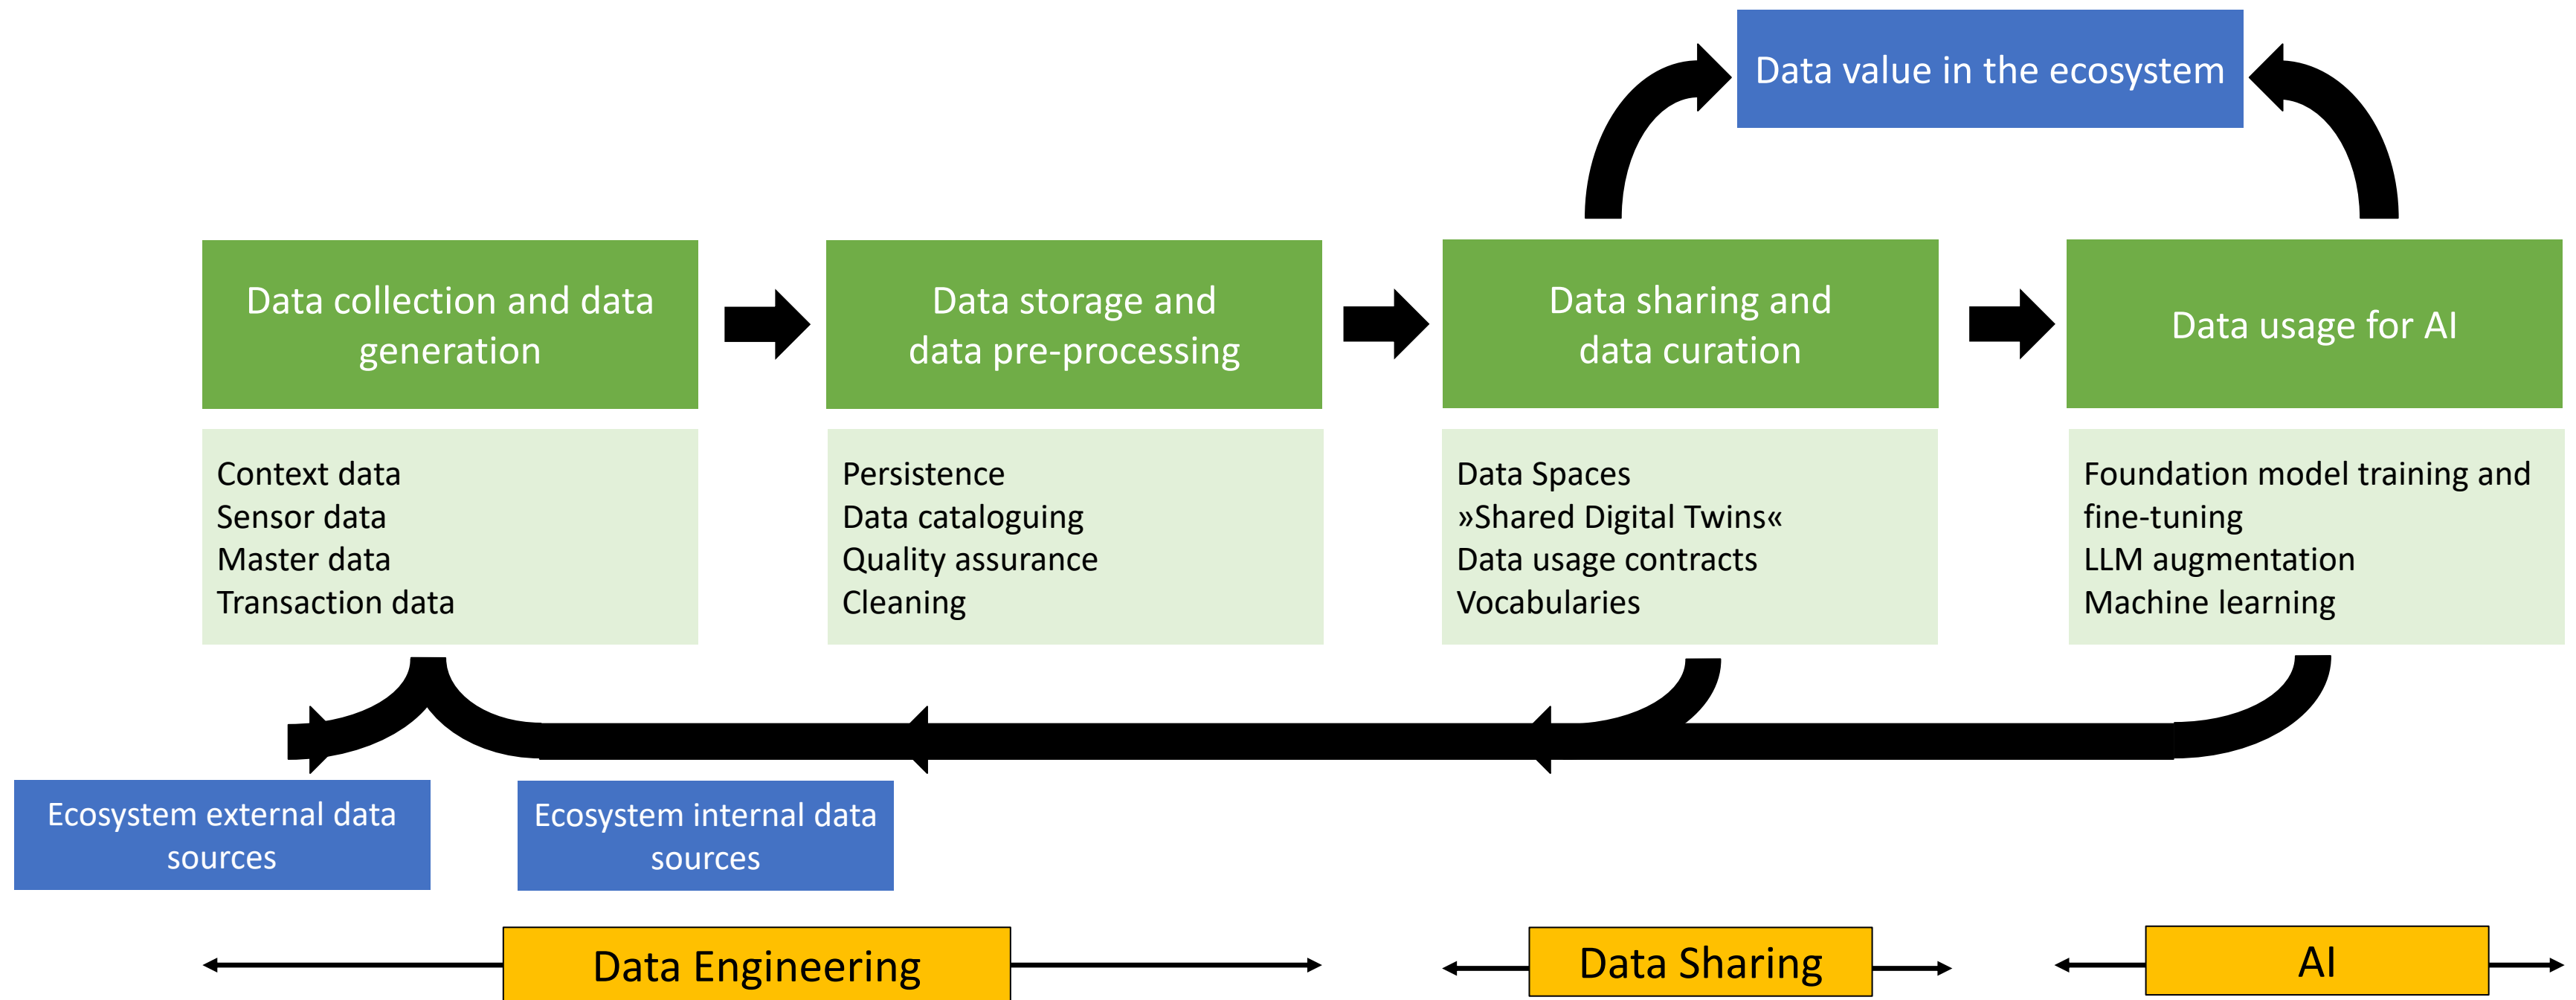 Data value in the ecosystem
Data collection and data
generation
Data storage and
data pre-processing
Data sharing and
data curation
Data usage for AI
Context data
Sensor data
Master data
Transaction data
Persistence
Data cataloguing
Quality assurance
Cleaning
Data Spaces
»Shared Digital Twins«
Data usage contracts
Vocabularies
Foundation model training and
fine-tuning
LLM augmentation
Machine learning
Ecosystem external data
sources
Ecosystem internal data
sources
Data Engineering
Data Sharing
AI